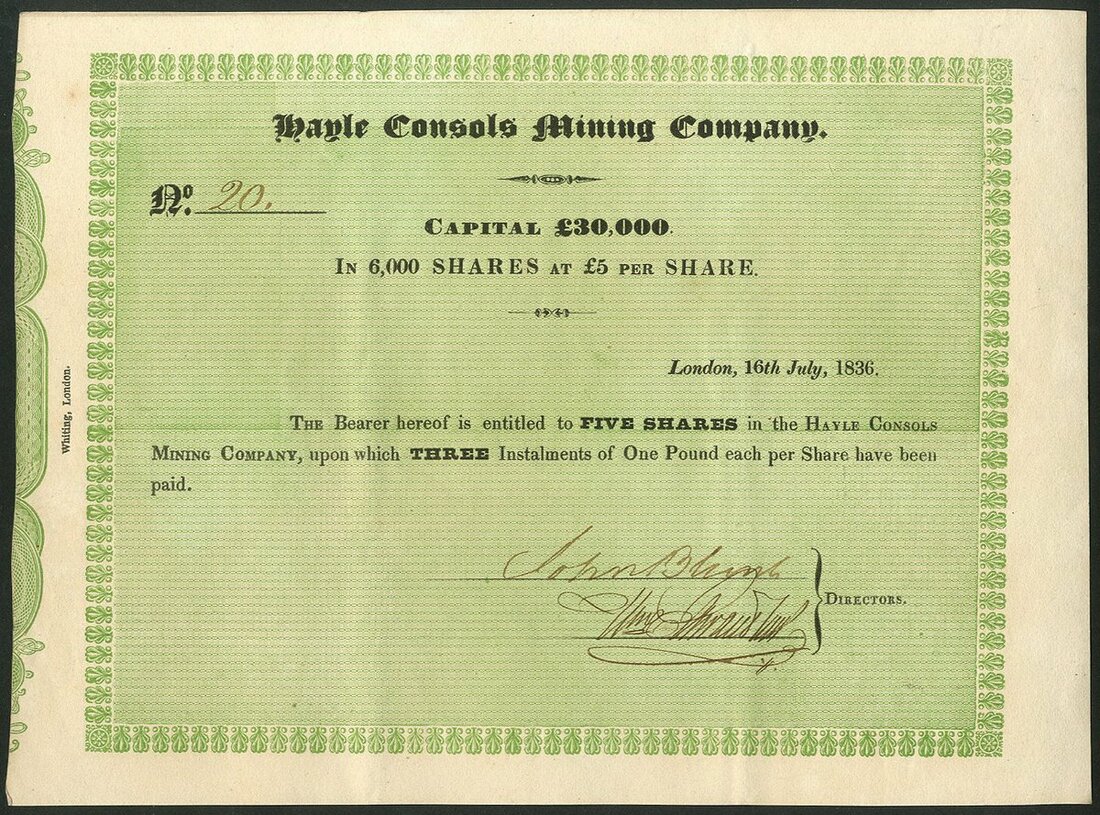 Hayle Consols Mining Company.
No. 20.
CAPITAL £30,000.
IN 6,000 SHARES AT £5 PER SHARE.
London, 16th July, 1836.
THE Bearer hereof is entitled to FIVE SHARES in the HAYLE CONSOLS
MINING COMPANY, upon which THREE Instalments of One Pound each per Share have been
paid.
John
DIRECTORS.
Whiting, London.